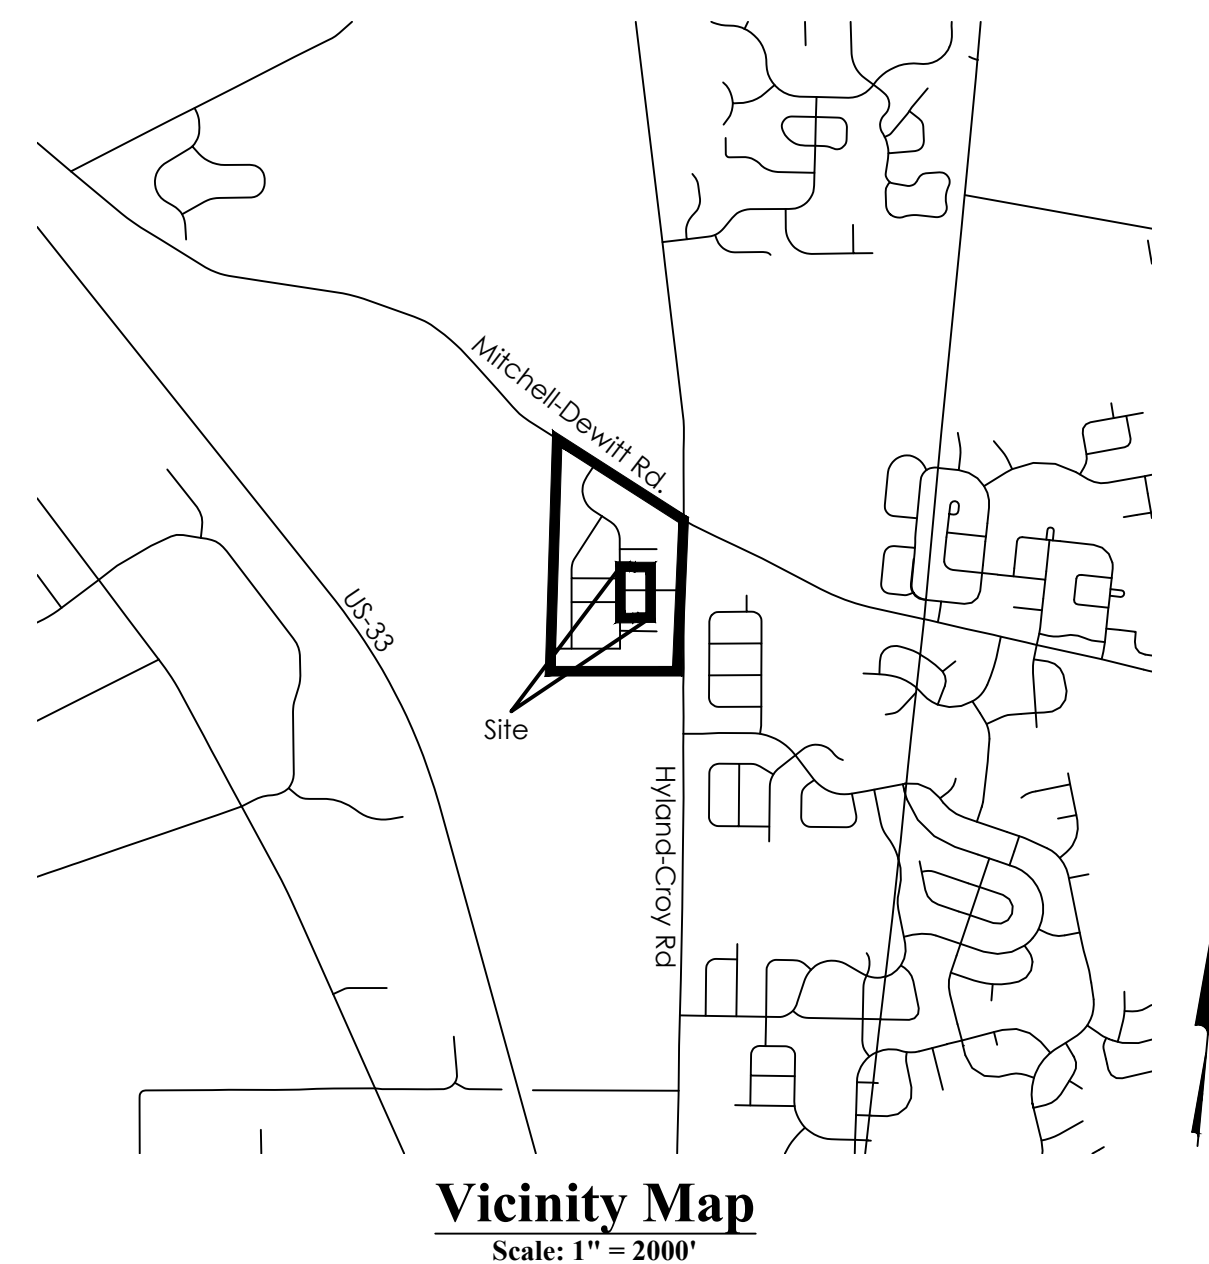 Mitchell-Dewitt Rd.
US-33
Site
Hyland-Croy Rd
Vicinity Map
Scale: 1" = 2000'